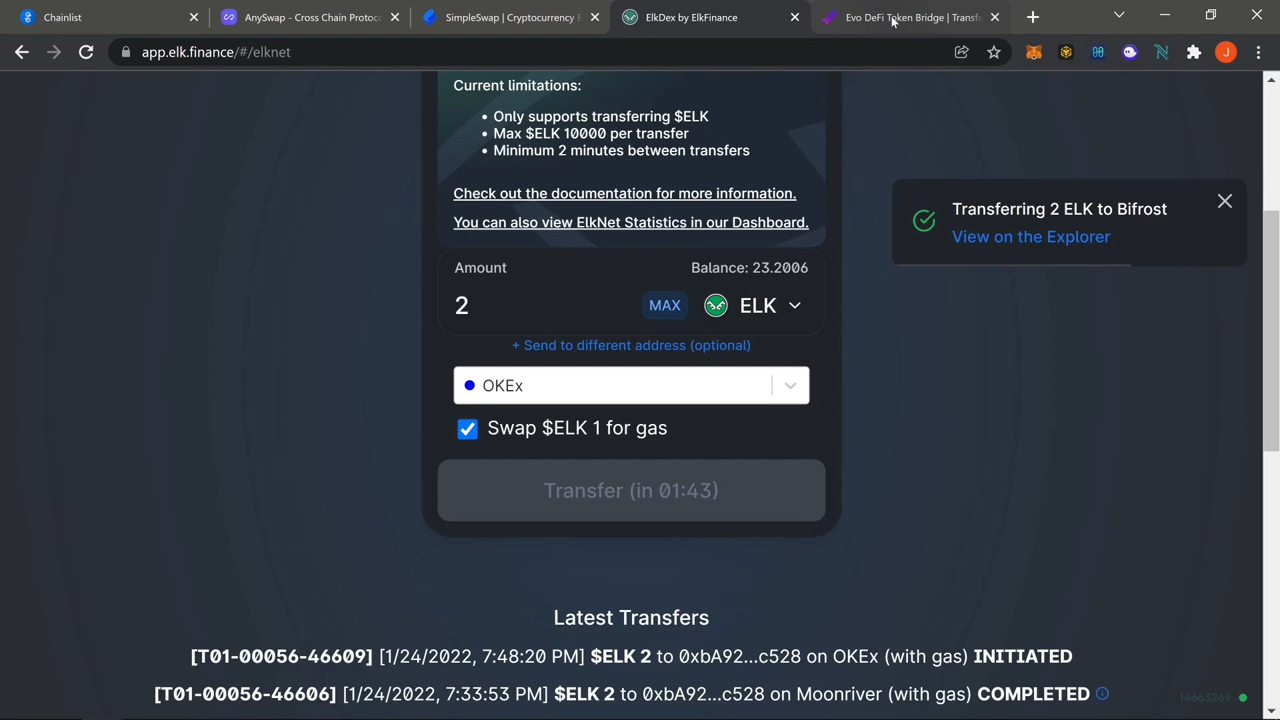 Chainlist
AnySwap - Cross Chain Protoc
SimpleSwap | Cryptocurrency E
ElkDex by ElkFinance
Evo DeFi Token Bridge | Transf
app.elk.finance/#/elknet
J
Current limitations:
• Only supports transferring $ELK
• Max $ELK 10000 per transfer
• Minimum 2 minutes between transfers
Check out the documentation for more information.
You can also view ElkNet Statistics in our Dashboard.
Transferring 2 ELK to Bifrost
View on the Explorer
Amount
Balance: 23.2006
2
MAX
ELK
+ Send to different address (optional)
OKEx
Swap $ELK 1 for gas
Transfer (in 01:43)
Latest Transfers
[T01-00056-46609] [1/24/2022, 7:48:20 PM] $ELK 2 to 0xbA92...c528 on OKEx (with gas) INITIATED
[T01-00056-46606] [1/24/2022, 7:33:53 PM] $ELK 2 to 0xbA92...c528 on Moonriver (with gas) COMPLETED
14663269